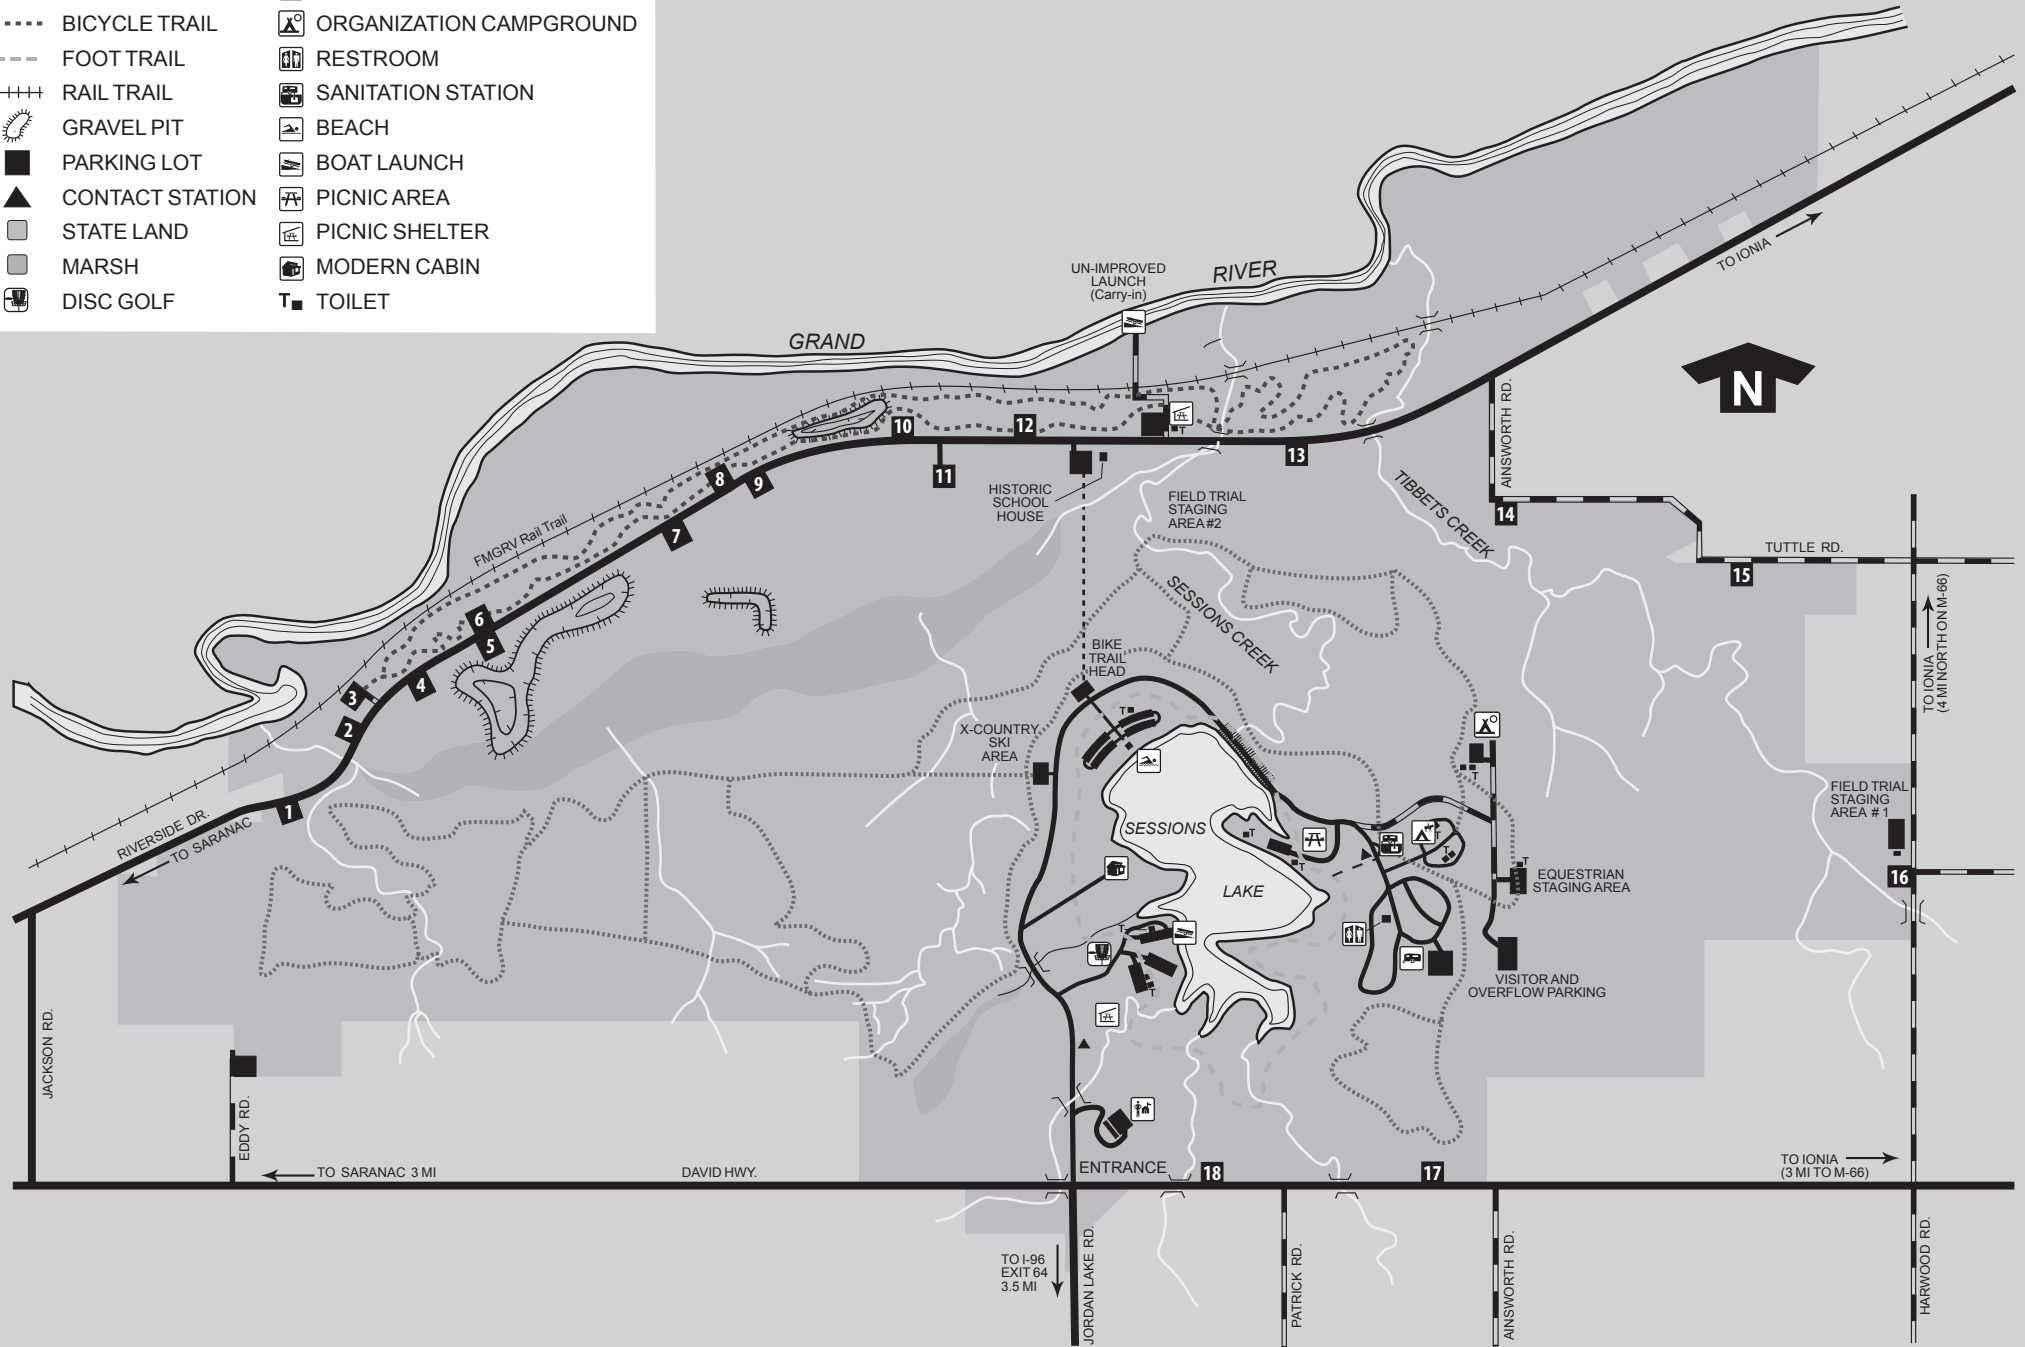 BICYCLE TRAIL
FOOT TRAIL
RAIL TRAIL
GRAVEL PIT
PARKING LOT
CONTACT STATION
STATE LAND
MARSH
DISC GOLF
ORGANIZATION CAMPGROUND
RESTROOM
SANITATION STATION
BEACH
BOAT LAUNCH
PICNIC AREA
PICNIC SHELTER
MODERN CABIN
T TOILET
UN-IMPROVED
LAUNCH
(Carry-in)
RIVER
GRAND
TO IONIA
N
AINSWORTH RD.
10
12
11
13
8
9
7
FMGRV Rail Trail
HISTORIC
SCHOOL
HOUSE
T
FIELD TRIAL
STAGING
AREA #2
TIBBETS CREEK
14
TUTTLE RD.
15
TO IONIA
(4 MI NORTH ON M-66)
6
5
4
3
2
1
SESSIONS CREEK
BIKE
TRAIL
HEAD
T
X-COUNTRY
SKI
AREA
RIVERSIDE DR.
TO SARANAC
SESSIONS
LAKE
T
T
T
T
T
T
T
T
FIELD TRIAL
STAGING
AREA # 1
16
EQUESTRIAN
STAGING AREA
VISITOR AND
OVERFLOW PARKING
JACKSON RD.
EDDY RD.
TO SARANAC 3 MI
DAVID HWY.
ENTRANCE
18
17
TO IONIA
(3 MI TO M-66)
TO I-96
EXIT 64
3.5 MI
JORDAN LAKE RD.
PATRICK RD.
AINSWORTH RD.
HARWOOD RD.